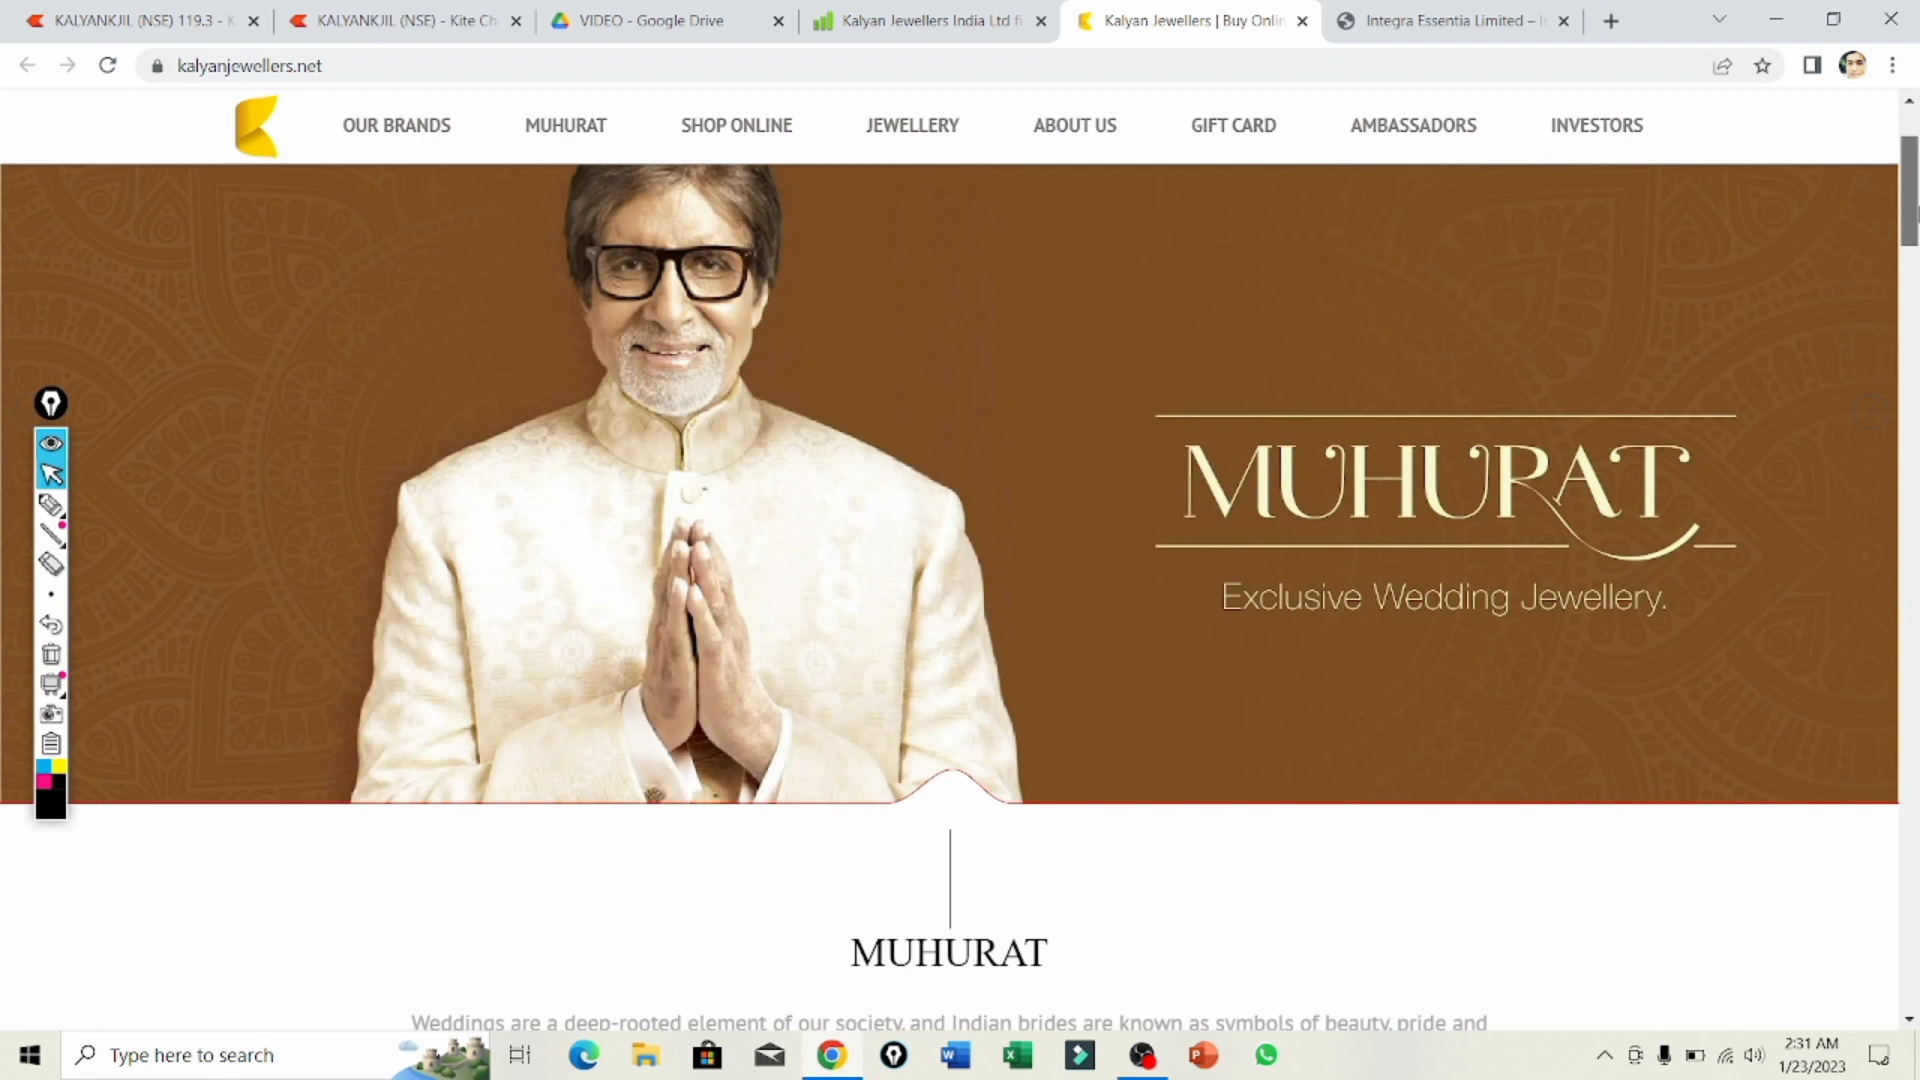 KALYANKJIL (NSE) 119.3 - K
KALYANKJIL (NSE) - Kite Ch
VIDEO - Google Drive
Kalyan Jewellers India Ltd fi
Kalyan Jewellers | Buy Onlin
Integra Essentia Limited – I
kalyanjewellers.net
OUR BRANDS
MUHURAT
SHOP ONLINE
JEWELLERY
ABOUT US
GIFT CARD
AMBASSADORS
INVESTORS
MUHURAT
Exclusive Wedding Jewellery.
MUHURAT
Weddings are a deep-rooted element of our society, and Indian brides are known as symbols of beauty, pride and
Type here to search
2:31 AM
1/23/2023